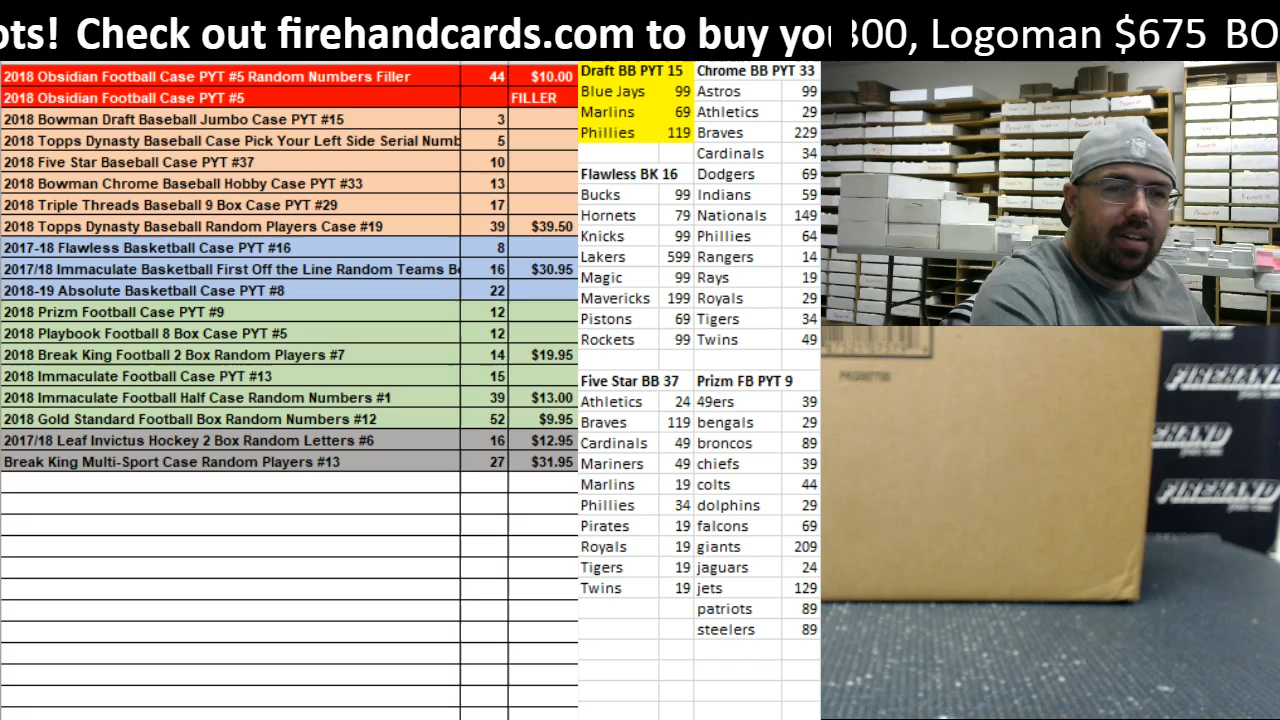 ots! Check out firehandcards.com to buy you
300, Logoman $675 BO
2018 Obsidian Football Case PYT #5 Random Numbers Filler 44 $10.00
2018 Obsidian Football Case PYT #5 FILLER
2018 Bowman Draft Baseball Jumbo Case PYT #15 3
2018 Topps Dynasty Baseball Case Pick Your Left Side Serial Numb 5
2018 Five Star Baseball Case PYT #37 10
2018 Bowman Chrome Baseball Hobby Case PYT #33 13
2018 Triple Threads Baseball 9 Box Case PYT #29 17
2018 Topps Dynasty Baseball Random Players Case #19 39 $39.50
2017-18 Flawless Basketball Case PYT #16 8
2017/18 Immaculate Basketball First Off the Line Random Teams Bo 16 $30.95
2018-19 Absolute Basketball Case PYT #8 22
2018 Prizm Football Case PYT #9 12
2018 Playbook Football 8 Box Case PYT #5 12
2018 Break King Football 2 Box Random Players #7 14 $19.95
2018 Immaculate Football Case PYT #13 15
2018 Immaculate Football Half Case Random Numbers #1 39 $13.00
2018 Gold Standard Football Box Random Numbers #12 52 $9.95
2017/18 Leaf Invictus Hockey 2 Box Random Letters #6 16 $12.95
Break King Multi-Sport Case Random Players #13 27 $31.95
Draft BB PYT 15
Blue Jays 99
Marlins 69
Phillies 119
Flawless BK 16
Bucks 99
Hornets 79
Knicks 99
Lakers 599
Magic 99
Mavericks 199
Pistons 69
Rockets 99
Five Star BB 37
Athletics 24
Braves 119
Cardinals 49
Mariners 49
Marlins 19
Phillies 34
Pirates 19
Royals 19
Tigers 19
Twins 19
Chrome BB PYT 33
Astros 99
Athletics 29
Braves 229
Cardinals 34
Dodgers 69
Indians 59
Nationals 149
Phillies 64
Rangers 14
Rays 19
Royals 29
Tigers 34
Twins 49
Prizm FB PYT 9
49ers 39
bengals 29
broncos 89
chiefs 39
colts 44
dolphins 29
falcons 69
giants 209
jaguars 24
jets 129
patriots 89
steelers 89
FIREHAND
FIREHAND
FIREHAND